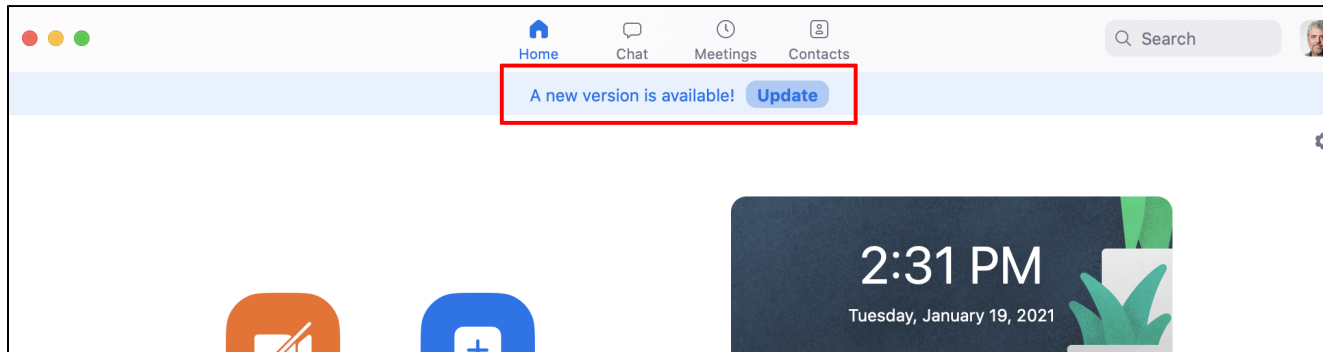 Home
Chat
Meetings
Contacts
Search
A new version is available! Update
2:31 PM
Tuesday, January 19, 2021